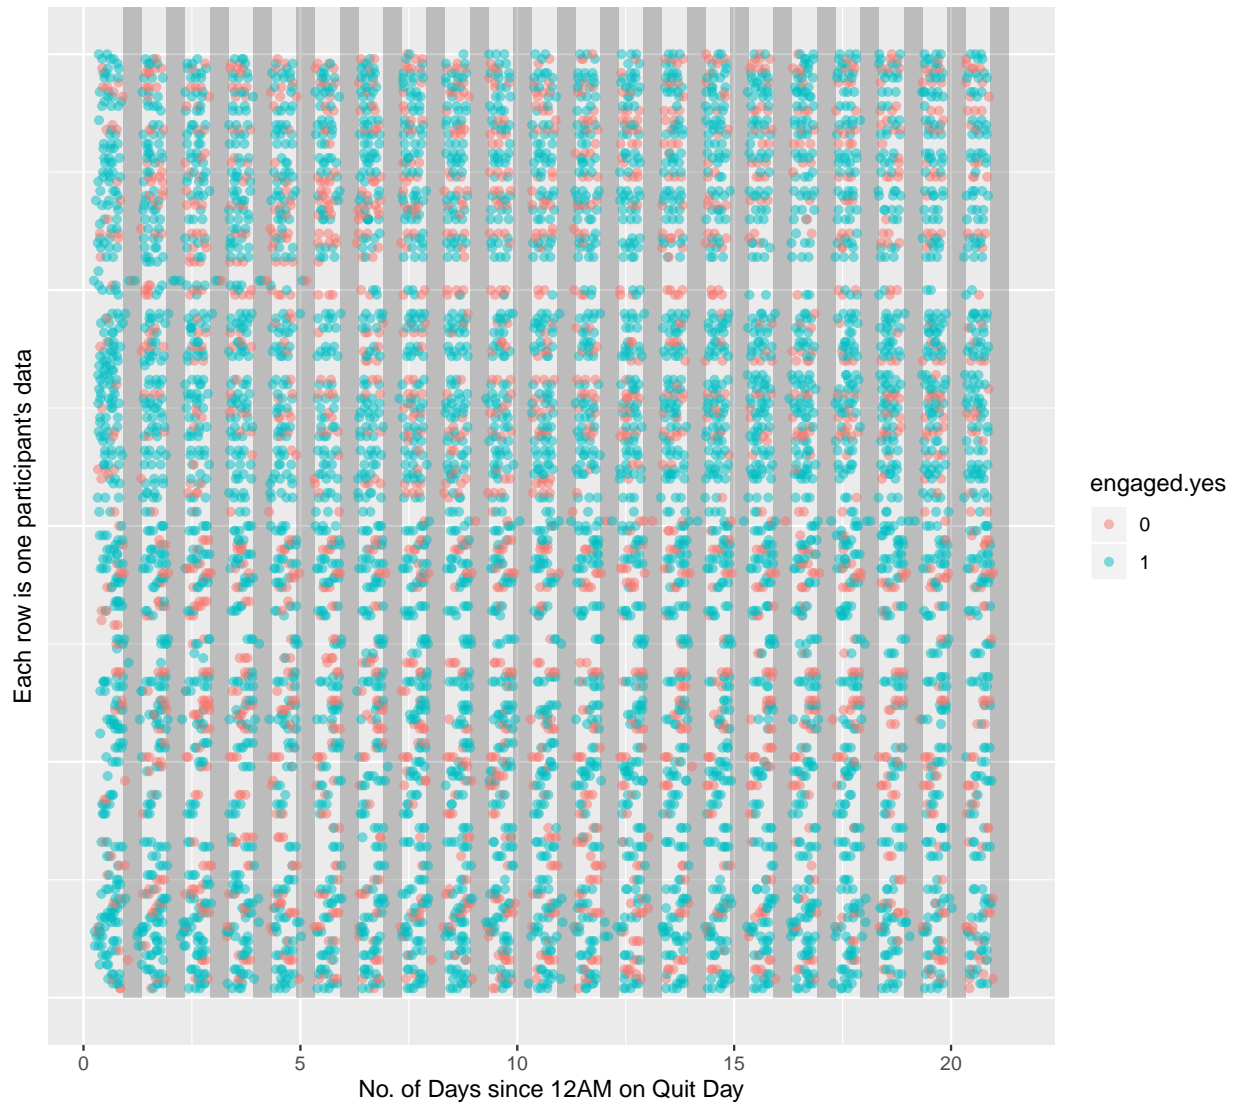 Each row is one participant's data
0
5
10
15
20
No. of Days since 12AM on Quit Day
engaged.yes
0
1